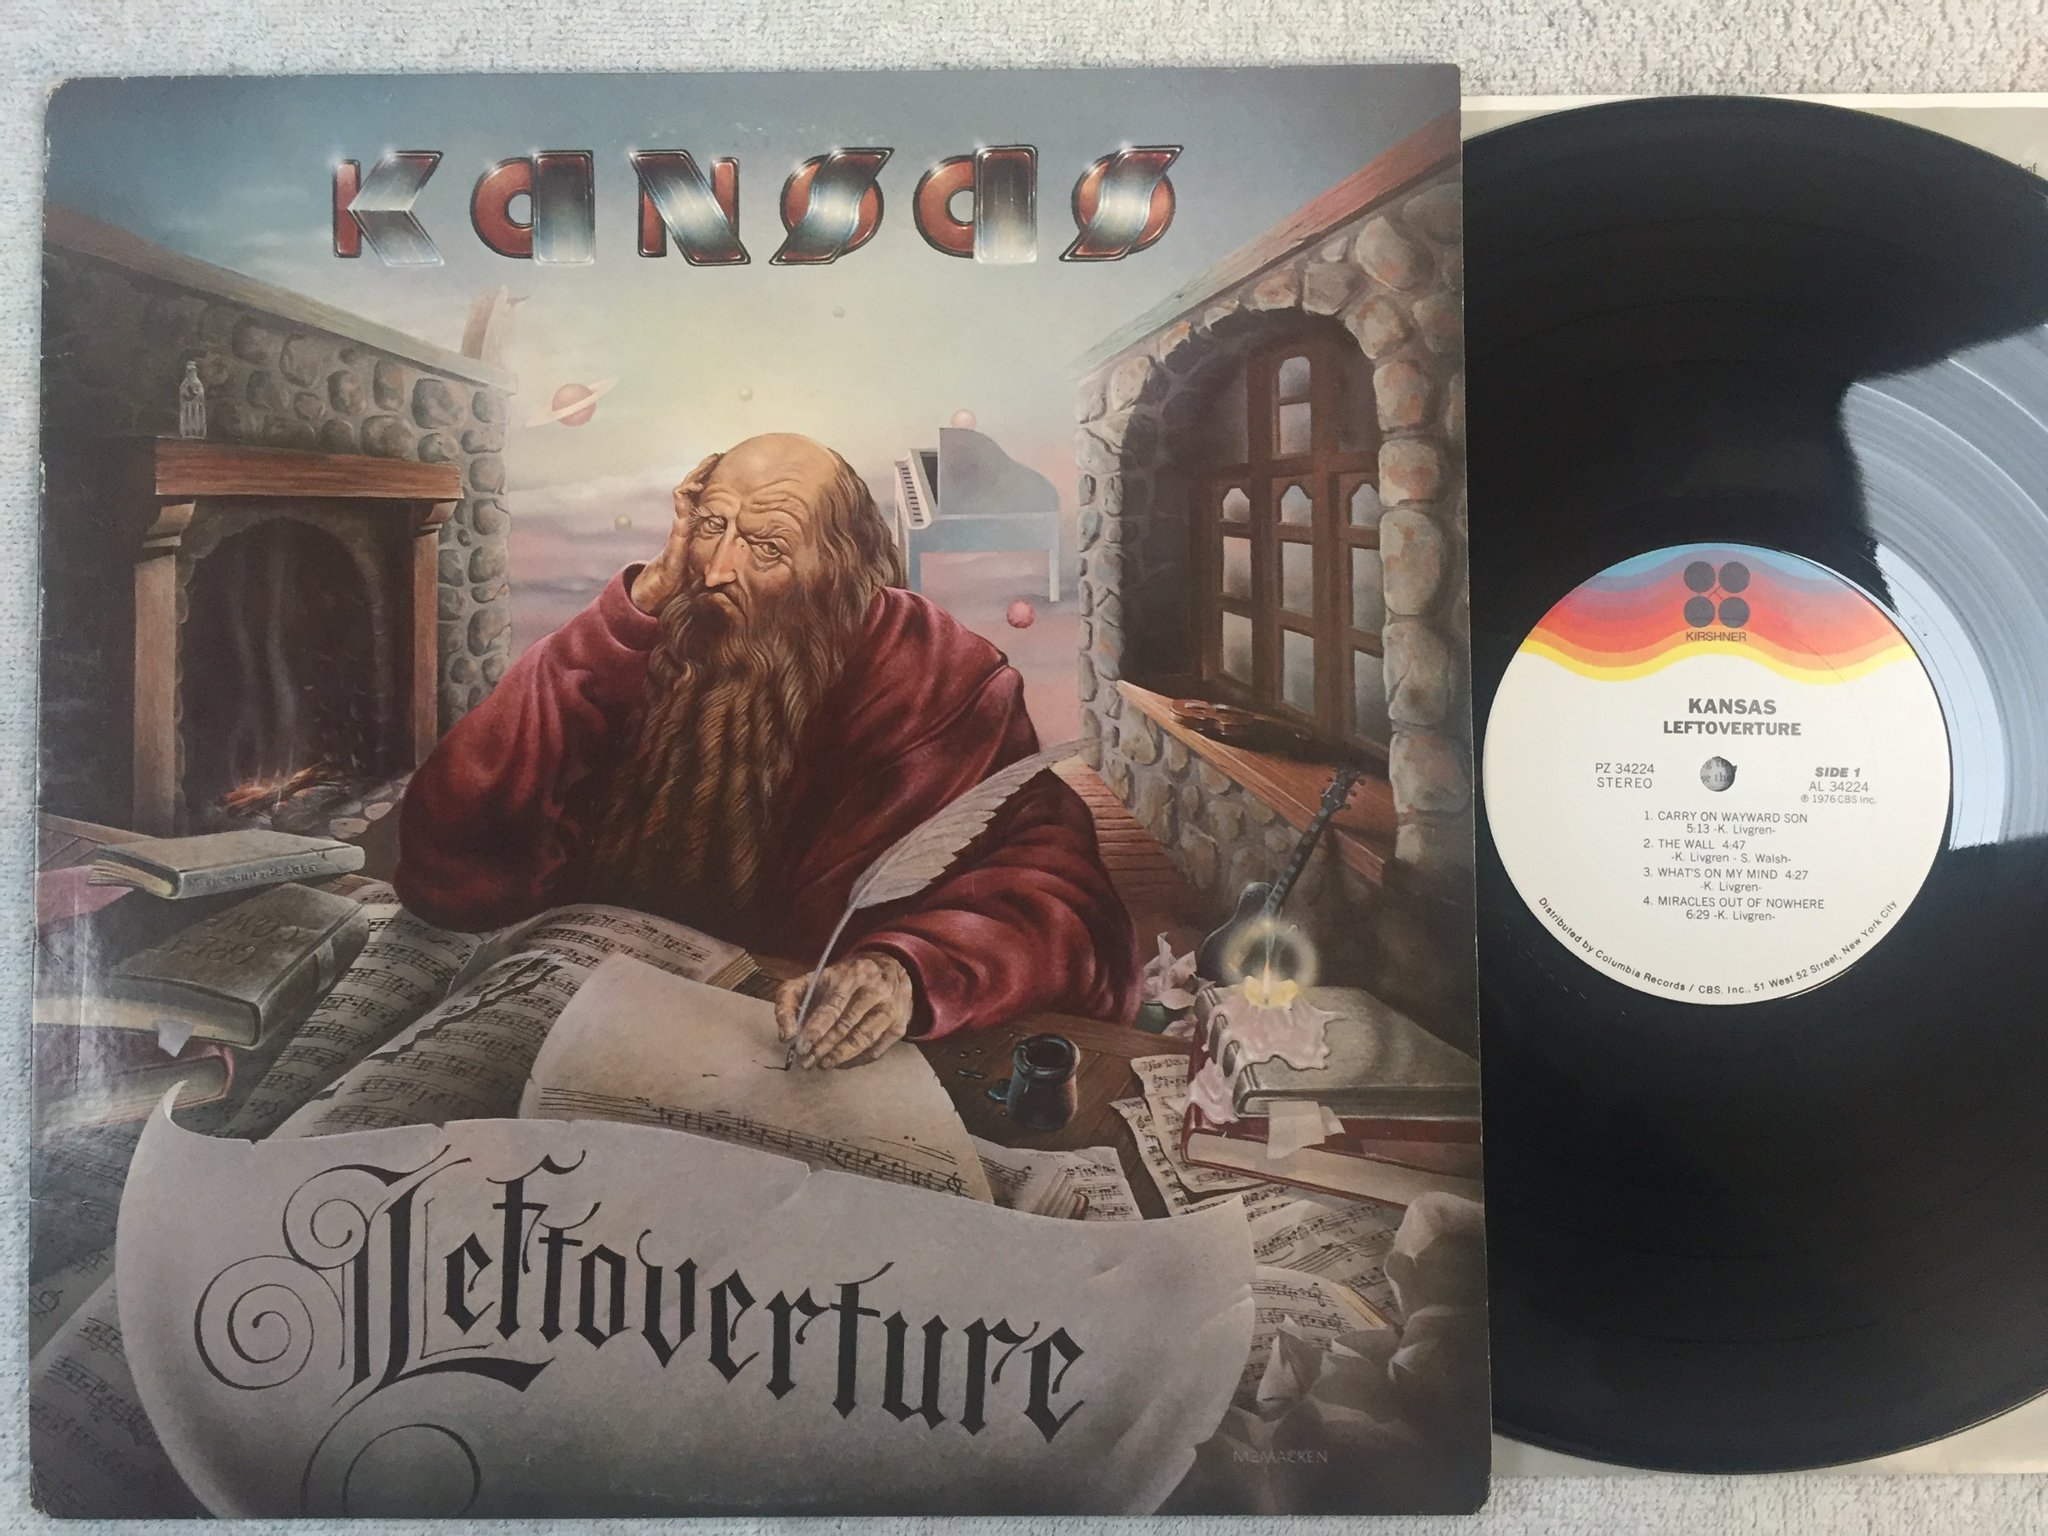 KANSAS
Leftoverture
McMACKEN
KIRSHNER
KANSAS
LEFTOVERTURE
PZ 34224
STEREO
SIDE 1
AL 34224
℗ 1976 CBS Inc.
1. CARRY ON WAYWARD SON
5:13 -K. Livgren-
2. THE WALL 4:47
-K. Livgren - S. Walsh-
3. WHAT'S ON MY MIND 4:27
-K. Livgren-
4. MIRACLES OUT OF NOWHERE
6:29 -K. Livgren-
Distributed by Columbia Records / CBS, Inc., 51 West 52 Street, New York City